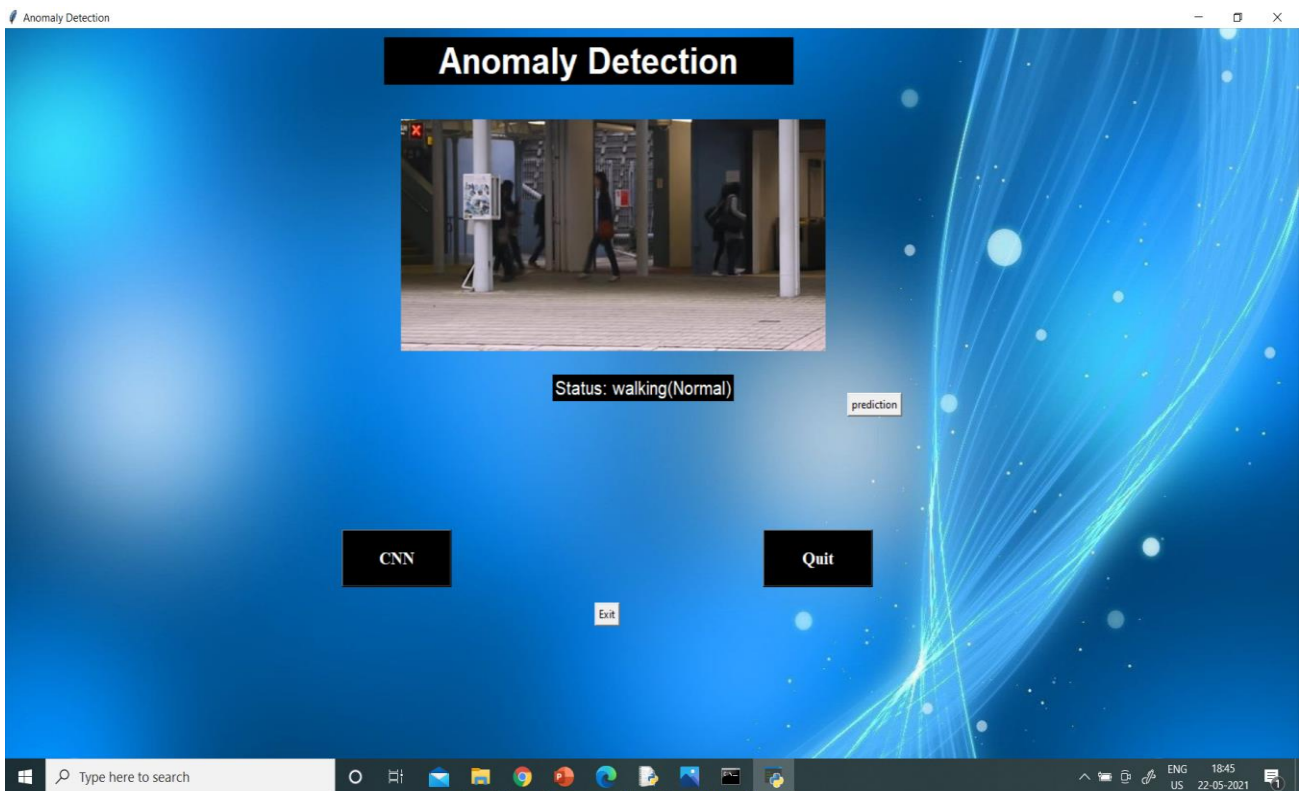 Anomaly Detection
Anomaly Detection
Status: walking(Normal)
prediction
CNN
Quit
Exit
Type here to search
ENG
US
18:45
22-05-2021
1